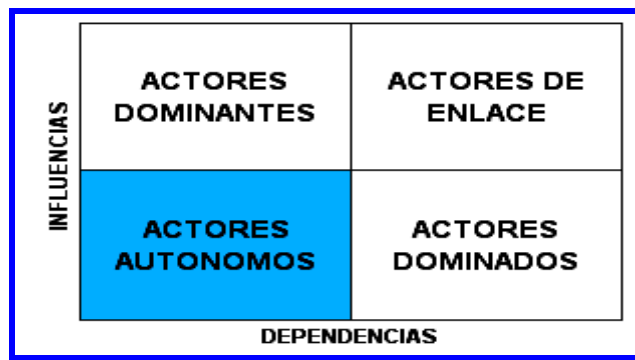 ACTORES
DOMINANTES
ACTORES DE
ENLACE
INFLUENCIAS
ACTORES
AUTONOMOS
ACTORES
DOMINADOS
DEPENDENCIAS